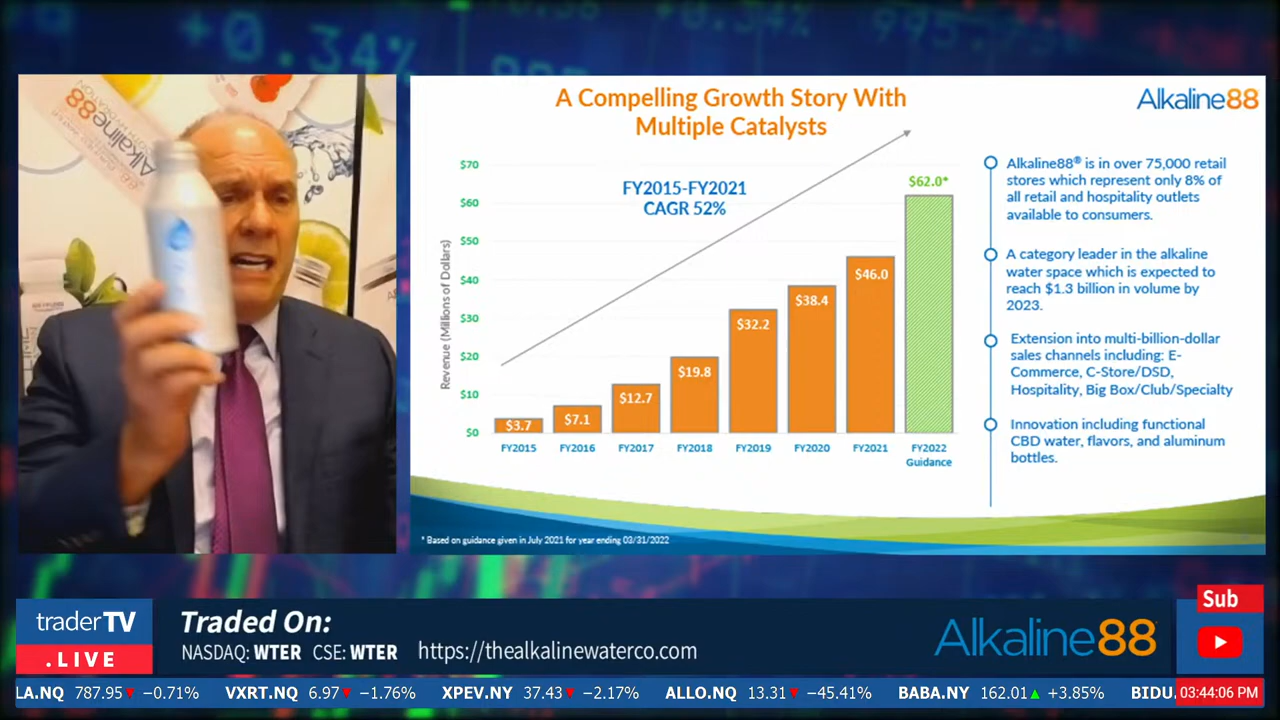 +0.34%
+0.34%
Alkaline88
A Compelling Growth Story With
Multiple Catalysts
Alkaline88
FY2015-FY2021
CAGR 52%
Revenue (Millions of Dollars)
$70
$60
$50
$40
$30
$20
$10
$0
$3.7
$7.1
$12.7
$19.8
$32.2
$38.4
$46.0
$62.0*
FY2015
FY2016
FY2017
FY2018
FY2019
FY2020
FY2021
FY2022
Guidance
Alkaline88® is in over 75,000 retail
stores which represent only 8% of
all retail and hospitality outlets
available to consumers.
A category leader in the alkaline
water space which is expected to
reach $1.3 billion in volume by
2023.
Extension into multi-billion-dollar
sales channels including: E-
Commerce, C-Store/DSD,
Hospitality, Big Box/Club/Specialty
Innovation including functional
CBD water, flavors, and aluminum
bottles.
* Based on guidance given in July 2021 for year ending 03/31/2022
traderTV
.LIVE
Traded On:
NASDAQ: WTER CSE: WTER https://thealkalinewaterco.com
Alkaline88
Sub
LA.NQ 787.95▼ −0.71% VXRT.NQ 6.97▼ −1.76% XPEV.NY 37.43▼ −2.17% ALLO.NQ 13.31▼ −45.41% BABA.NY 162.01▲ +3.85% BIDU.
03:44:06 PM